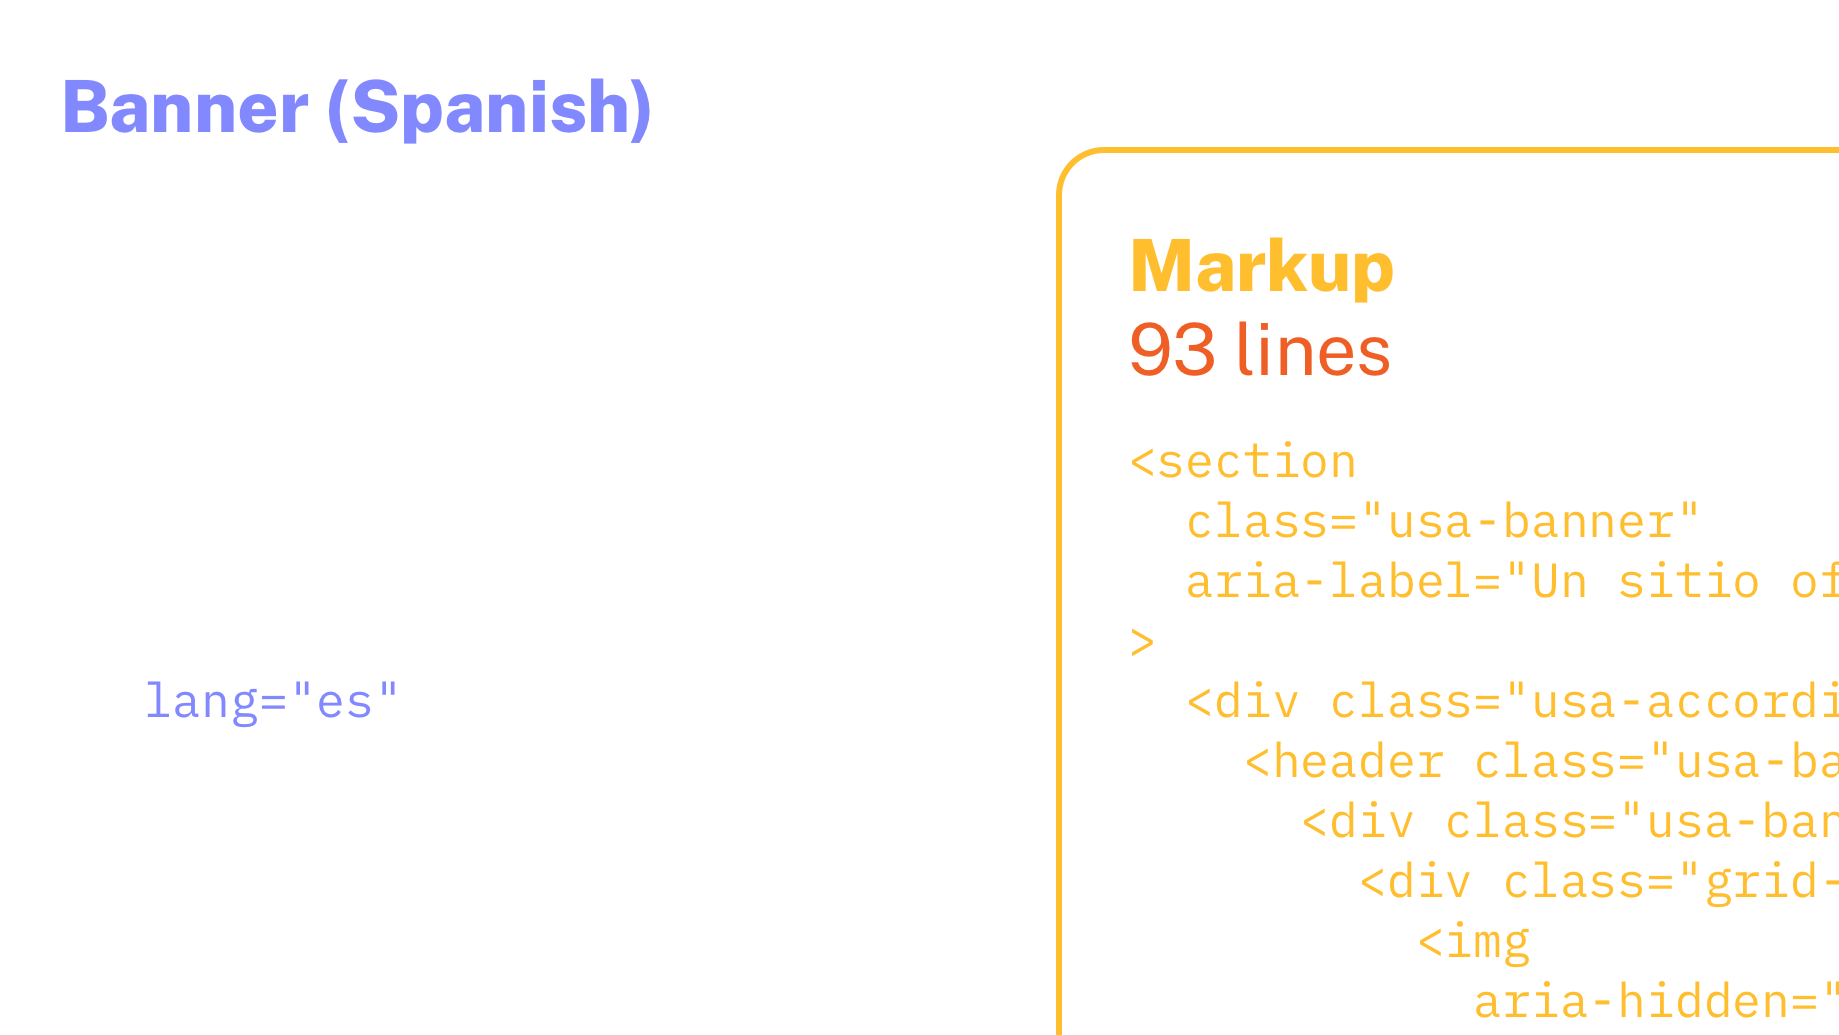 Banner (Spanish)
lang="es"
Markup
93 lines
<section
class="usa-banner"
aria-label="Un sitio of
>
<div class="usa-accordi
<header class="usa-ba
<div class="usa-ban
<div class="grid-
<img
aria-hidden="